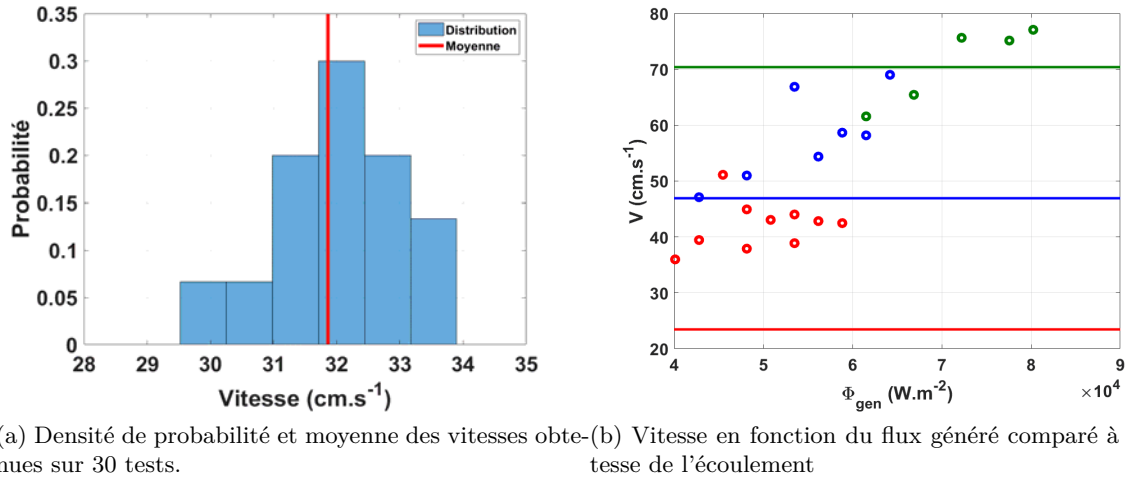 0.35
0.3
0.25
0.2
0.15
0.1
0.05
0
Probabilité
28 29 30 31 32 33 34 35
Vitesse (cm.s⁻¹)
Distribution
Moyenne
80
70
60
50
40
30
20
V (cm.s⁻¹)
4 5 6 7 8 9
×10⁴
Φgen (W.m⁻²)
(a) Densité de probabilité et moyenne des vitesses obte-
nues sur 30 tests.
(b) Vitesse en fonction du flux généré comparé à
tesse de l'écoulement